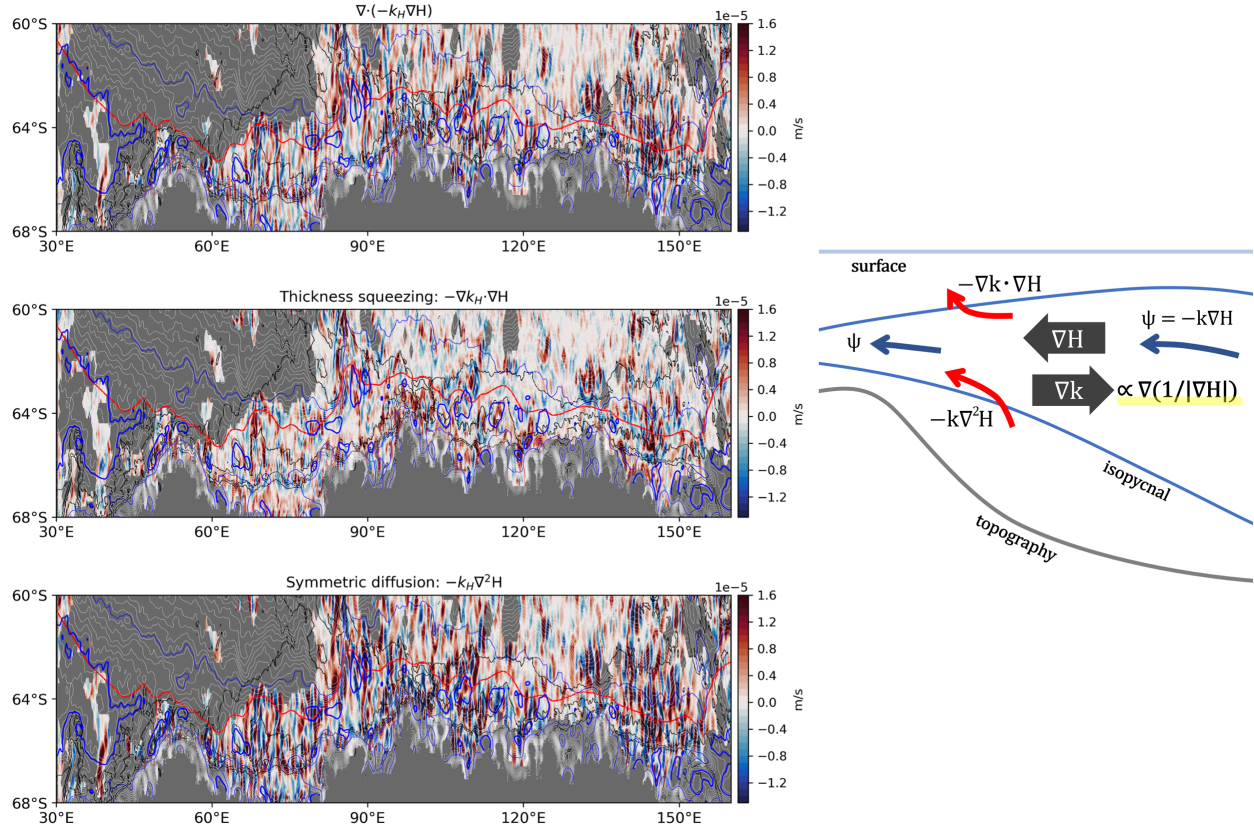 ∇·(−k_H∇H)
1e−5
60°S
64°S
68°S
30°E
60°E
90°E
120°E
150°E
1.6
1.2
0.8
0.4
0.0
−0.4
−0.8
−1.2
m/s
Thickness squeezing: −∇k_H·∇H
1e−5
60°S
64°S
68°S
30°E
60°E
90°E
120°E
150°E
1.6
1.2
0.8
0.4
0.0
−0.4
−0.8
−1.2
m/s
Symmetric diffusion: −k_H∇²H
1e−5
60°S
64°S
68°S
30°E
60°E
90°E
120°E
150°E
1.6
1.2
0.8
0.4
0.0
−0.4
−0.8
−1.2
m/s
surface
−∇k·∇H
ψ
∇H
ψ = −k∇H
∇k
∝ ∇(1/|∇H|)
−k∇²H
isopycnal
topography